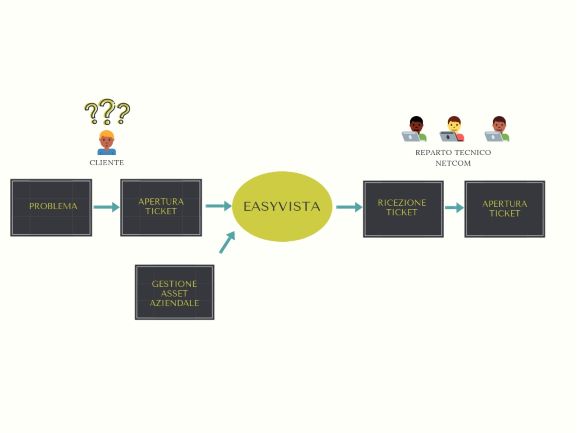 ???
CLIENTE
REPARTO TECNICO
NETCOM
PROBLEMA
APERTURA
TICKET
EASYVISTA
RICEZIONE
TICKET
APERTURA
TICKET
GESTIONE
ASSET
AZIENDALE